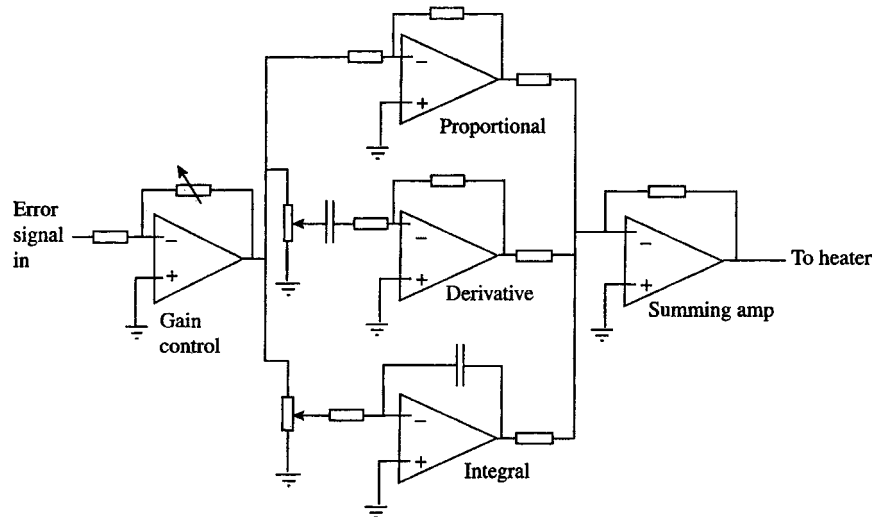 Proportional
Error
signal
in
Gain
control
Derivative
Integral
To heater
Summing amp